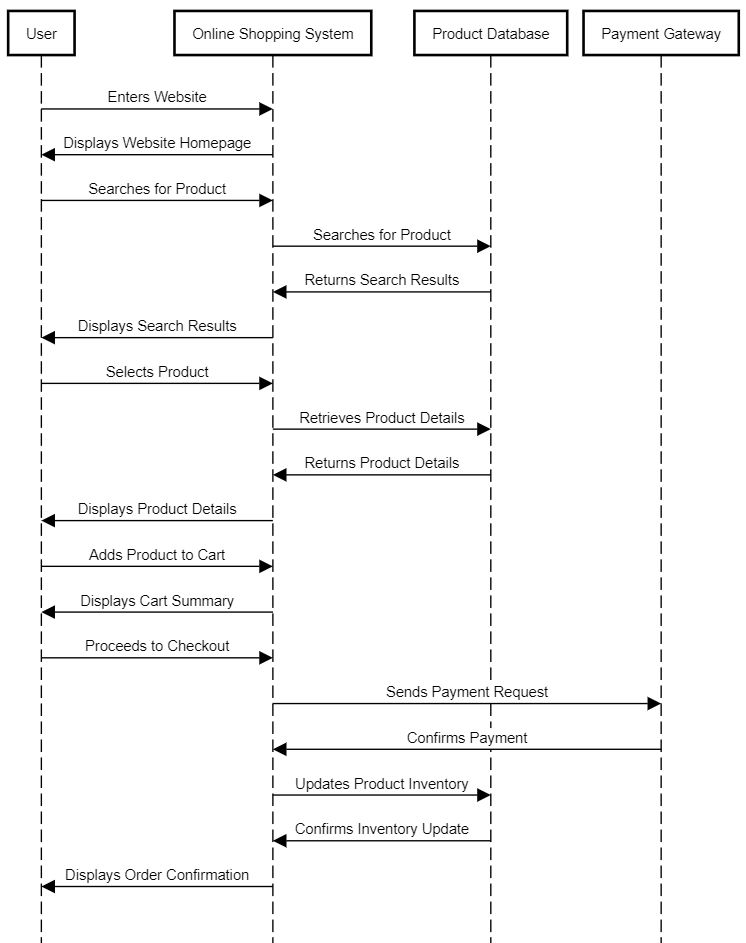 User
Online Shopping System
Product Database
Payment Gateway
Enters Website
Displays Website Homepage
Searches for Product
Searches for Product
Returns Search Results
Displays Search Results
Selects Product
Retrieves Product Details
Returns Product Details
Displays Product Details
Adds Product to Cart
Displays Cart Summary
Proceeds to Checkout
Sends Payment Request
Confirms Payment
Updates Product Inventory
Confirms Inventory Update
Displays Order Confirmation